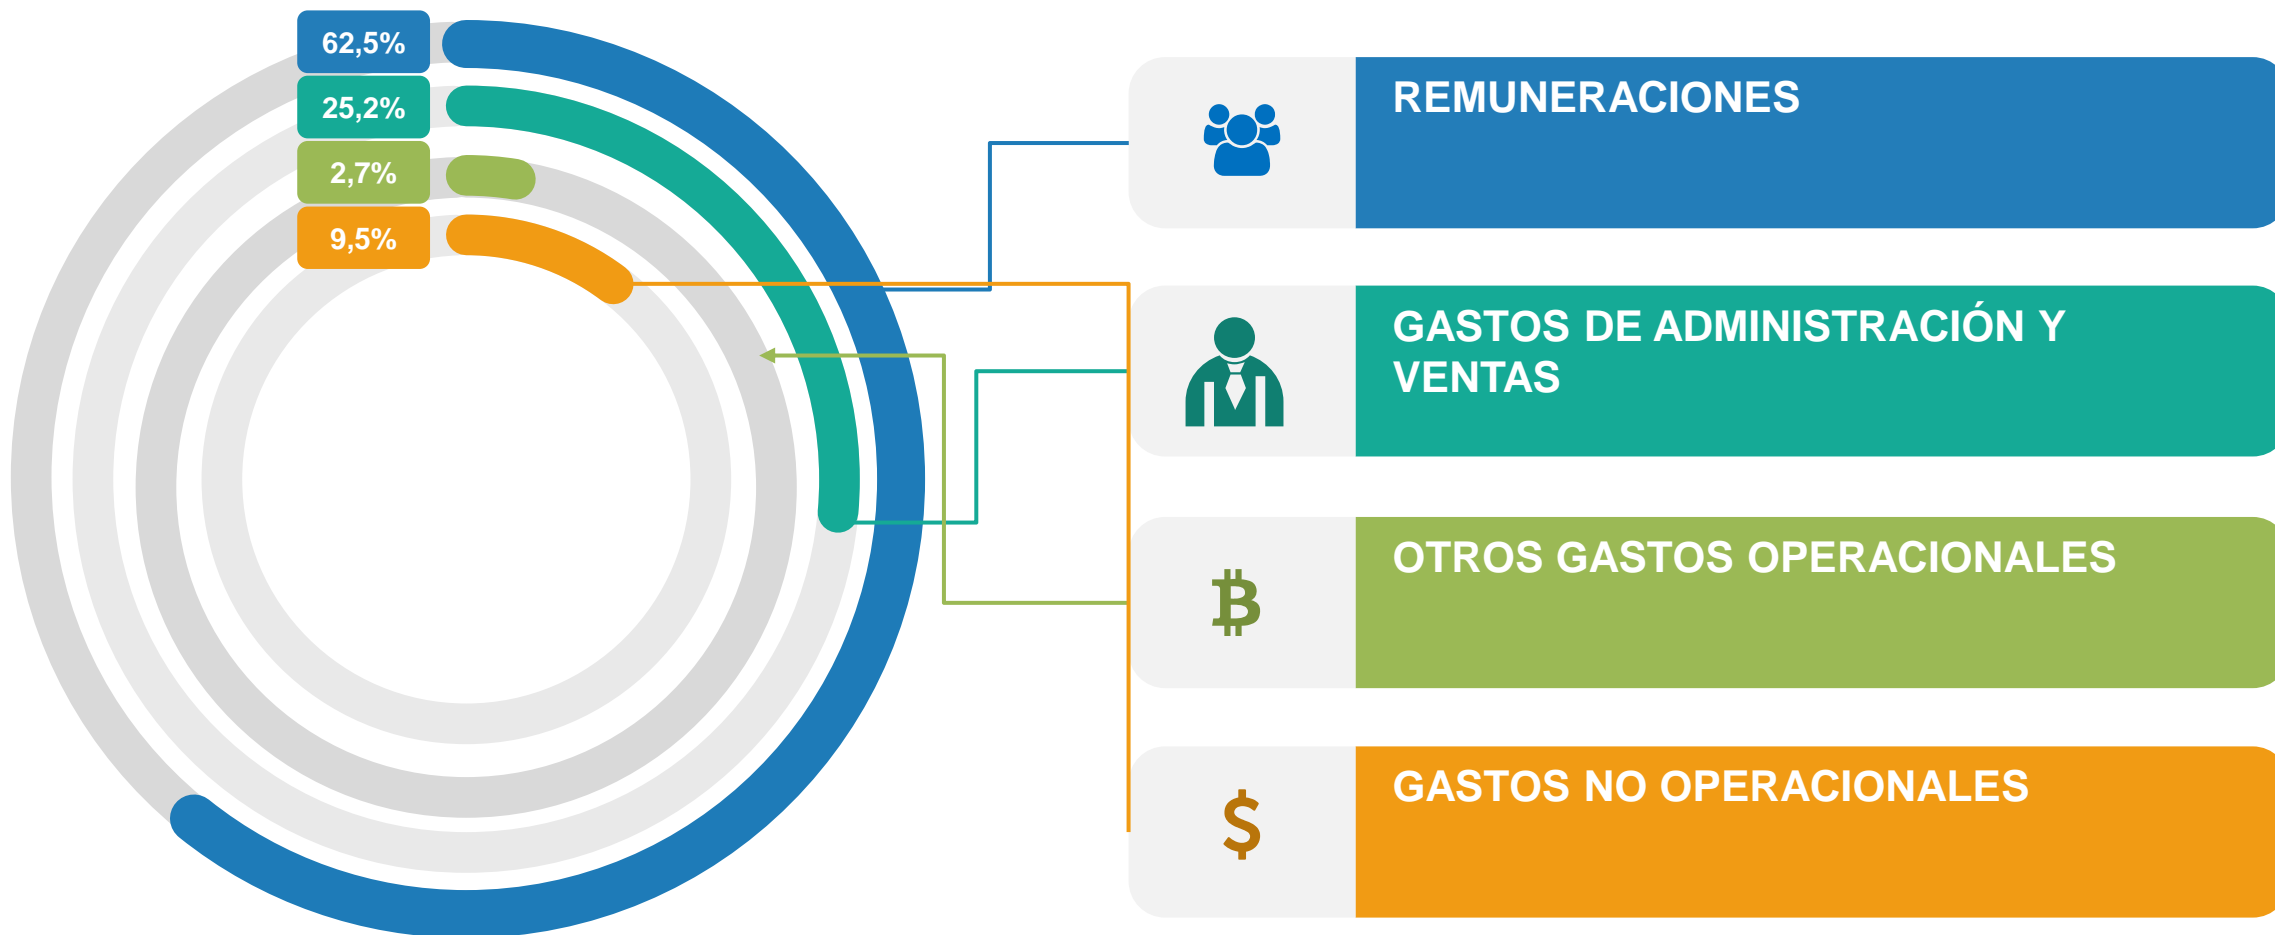 62,5%
25,2%
2,7%
9,5%
REMUNERACIONES
GASTOS DE ADMINISTRACIÓN Y
VENTAS
OTROS GASTOS OPERACIONALES
GASTOS NO OPERACIONALES